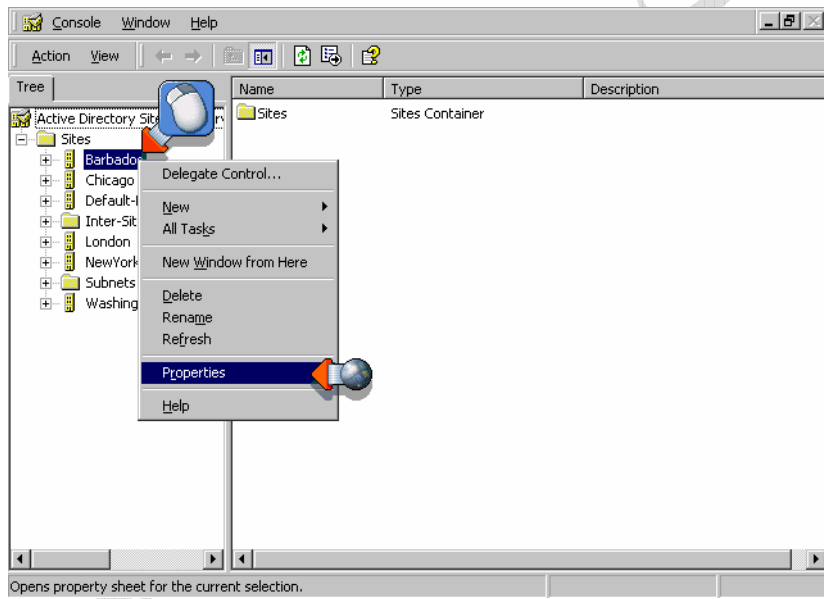 Console Window Help
Action View
Tree
Name Type Description
Active Directory
Sites
Barbado
Chicago
Default-
Inter-Sit
London
NewYork
Subnets
Washing
Sites Sites Container
Delegate Control...
New
All Tasks
New Window from Here
Delete
Rename
Refresh
Properties
Help
Opens property sheet for the current selection.